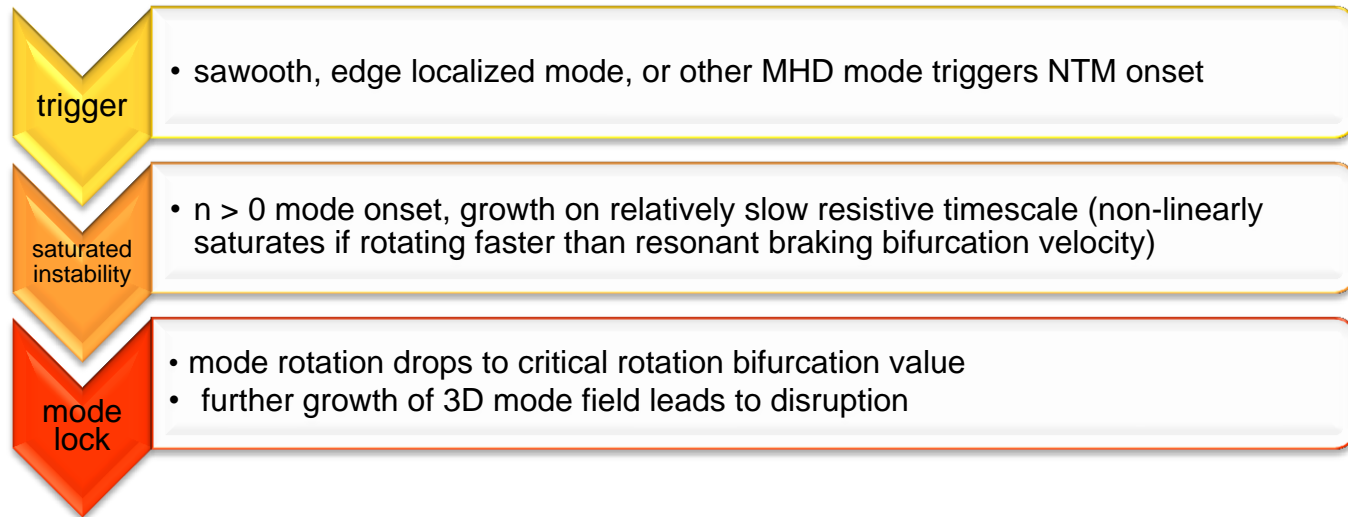 trigger
• sawooth, edge localized mode, or other MHD mode triggers NTM onset
saturated
instability
• n > 0 mode onset, growth on relatively slow resistive timescale (non-linearly
saturates if rotating faster than resonant braking bifurcation velocity)
mode
lock
• mode rotation drops to critical rotation bifurcation value
• further growth of 3D mode field leads to disruption